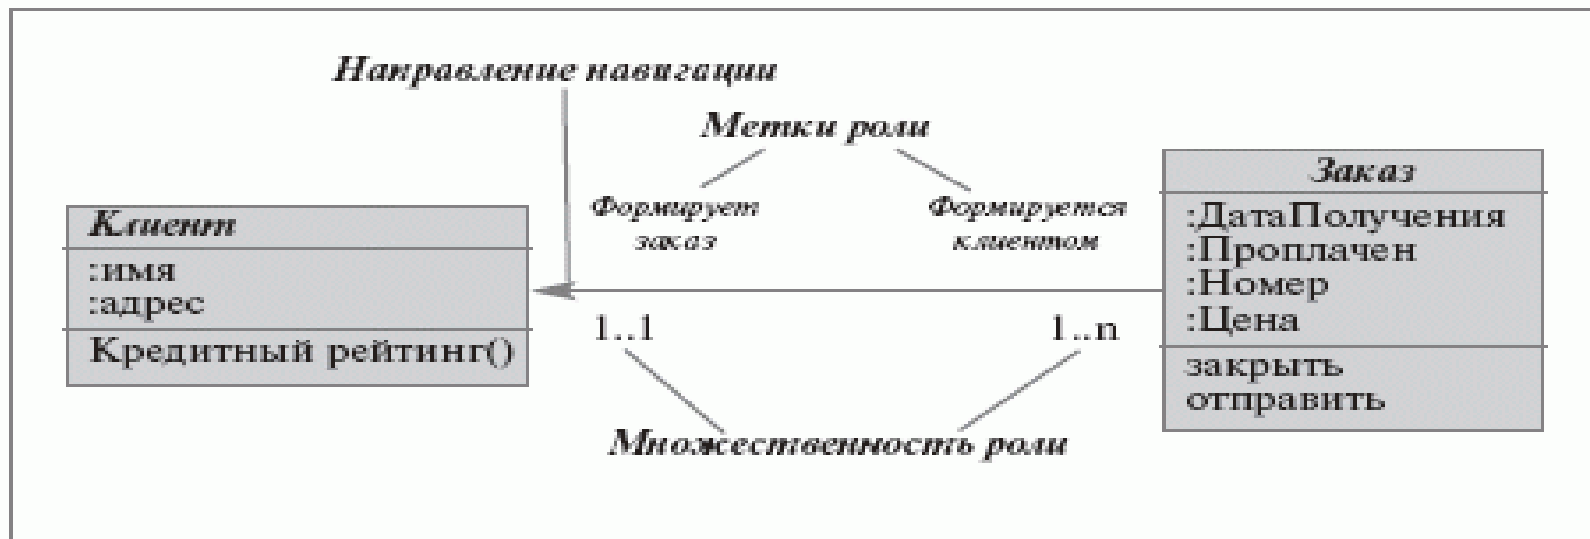 Направление навигации
Метки роли
Формирует
заказ
Формируется
клиентом
Клиент
:имя
:адрес
Кредитный рейтинг()
1..1
1..n
Множественность роли
Заказ
:ДатаПолучения
:Проплачен
:Номер
:Цена
закрыть
отправить